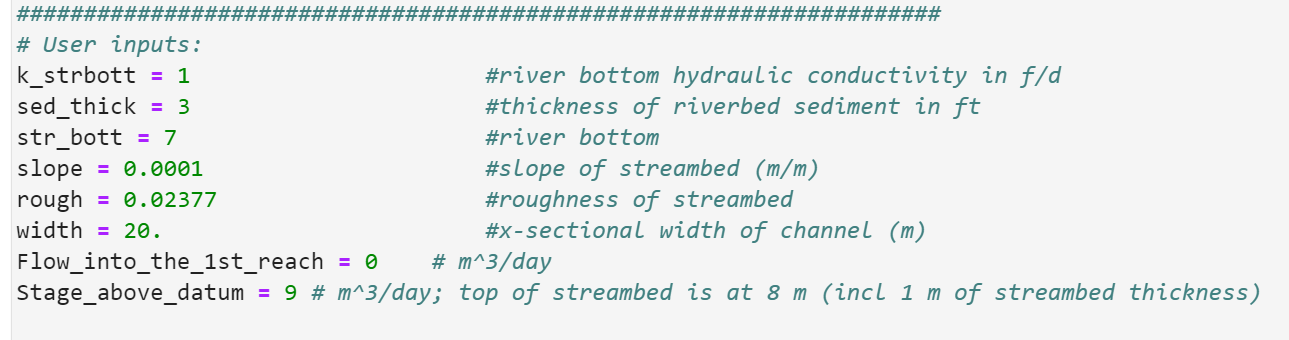 #####################################################################
# User inputs:
k_strbott = 1 #river bottom hydraulic conductivity in f/d
sed_thick = 3 #thickness of riverbed sediment in ft
str_bott = 7 #river bottom
slope = 0.0001 #slope of streambed (m/m)
rough = 0.02377 #roughness of streambed
width = 20. #x-sectional width of channel (m)
Flow_into_the_1st_reach = 0 # m^3/day
Stage_above_datum = 9 # m^3/day; top of streambed is at 8 m (incl 1 m of streambed thickness)